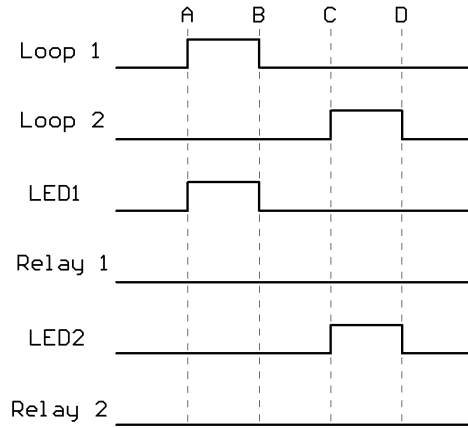 A B C D
Loop 1
Loop 2
LED1
Relay 1
LED2
Relay 2